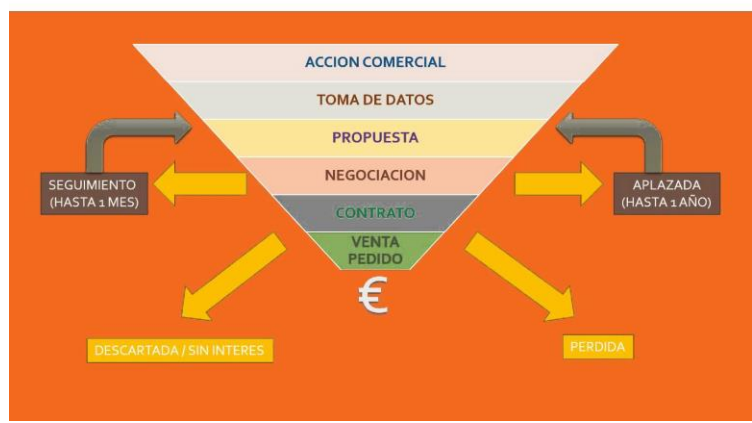 ACCION COMERCIAL
TOMA DE DATOS
PROPUESTA
NEGOCIACION
CONTRATO
VENTA
PEDIDO
€
SEGUIMIENTO
(HASTA 1 MES)
APLAZADA
(HASTA 1 AÑO)
DESCARTADA / SIN INTERES
PERDIDA